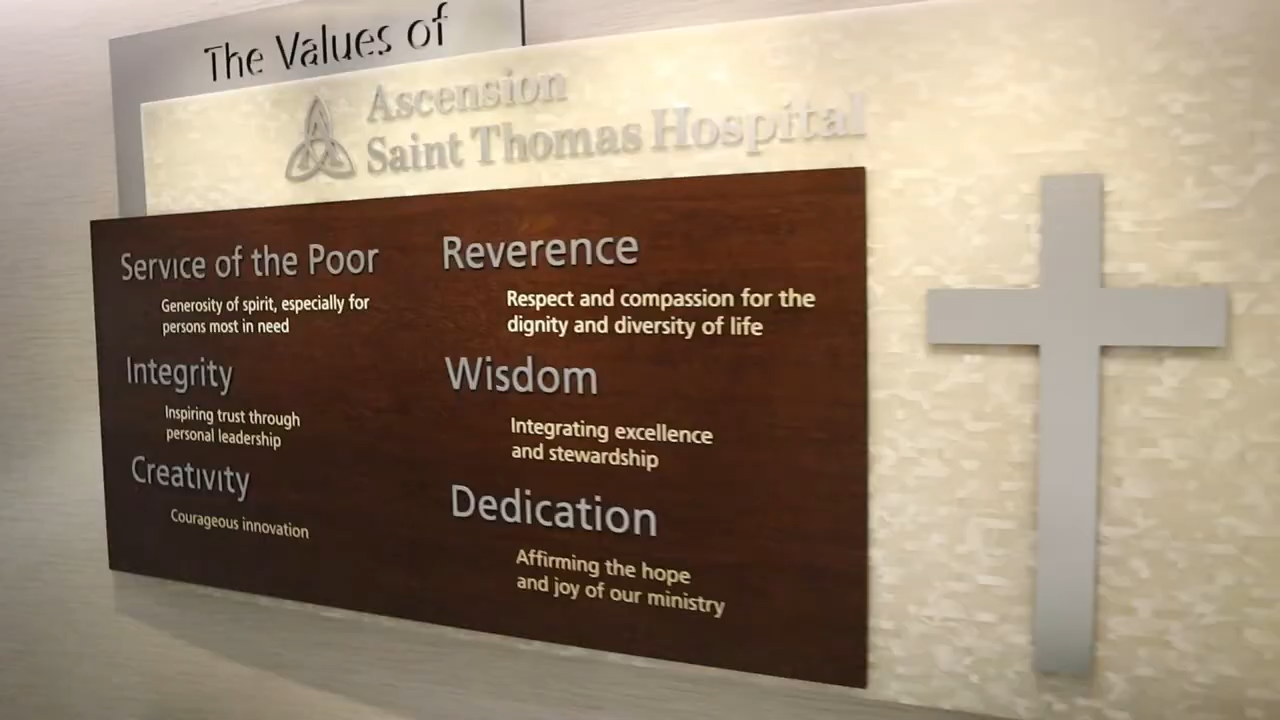 The Values of
Ascension
Saint Thomas Hospital
Service of the Poor
Generosity of spirit, especially for
persons most in need
Integrity
Inspiring trust through
personal leadership
Creativity
Courageous innovation
Reverence
Respect and compassion for the
dignity and diversity of life
Wisdom
Integrating excellence
and stewardship
Dedication
Affirming the hope
and joy of our ministry